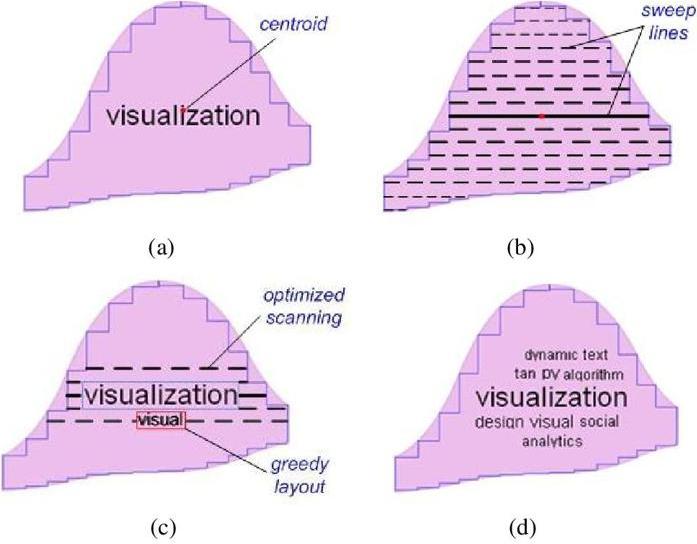 centroid
visualization
(a)
sweep
lines
(b)
optimized
scanning
visualization
visual
greedy
layout
(c)
dynamic text
tan pv algorithm
visualization
design visual social
analytics
(d)